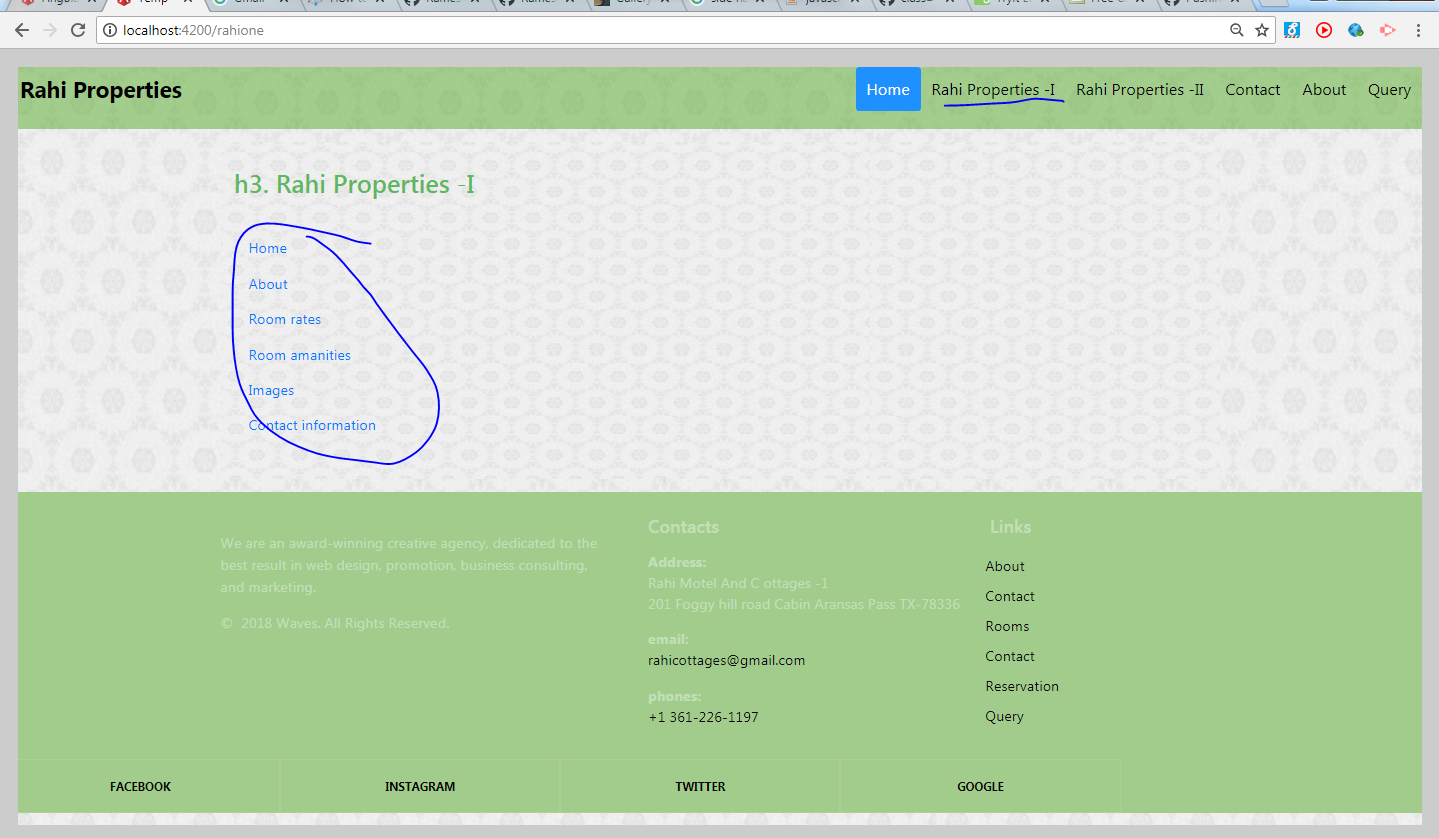 Temp
Gmail
localhost:4200/rahione
Rahi Properties
Home Rahi Properties -I Rahi Properties -II Contact About Query
h3. Rahi Properties -I
Home
About
Room rates
Room amanities
Images
Contact information
We are an award-winning creative agency, dedicated to the
best result in web design, promotion, business consulting,
and marketing.
© 2018 Waves. All Rights Reserved.
Contacts
Address:
Rahi Motel And C ottages -1
201 Foggy hill road Cabin Aransas Pass TX-78336
email:
rahicottages@gmail.com
phones:
+1 361-226-1197
Links
About
Contact
Rooms
Contact
Reservation
Query
FACEBOOK INSTAGRAM TWITTER GOOGLE